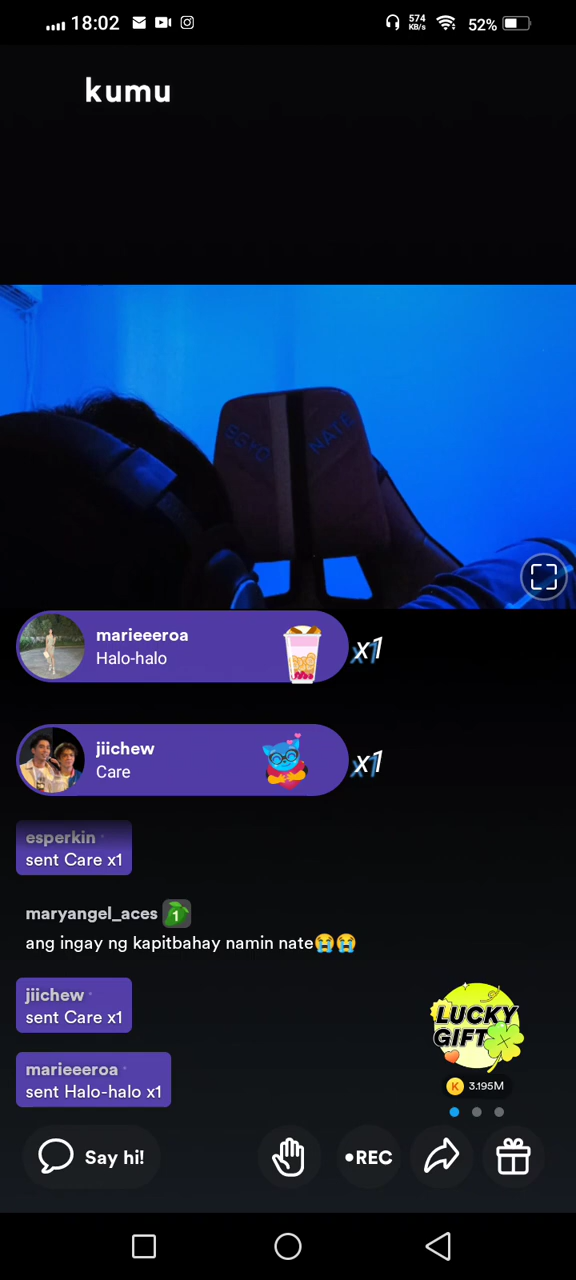 18:02
574
KB/s
52%
kumu
SGYO NATE
marieeeroa
Halo-halo
x1
jiichew
Care
x1
esperkin
sent Care x1
maryangel_aces 1
ang ingay ng kapitbahay namin nate😭😭
jiichew
sent Care x1
marieeeroa
sent Halo-halo x1
LUCKY
GIFT
K 3.195M
Say hi!
•REC